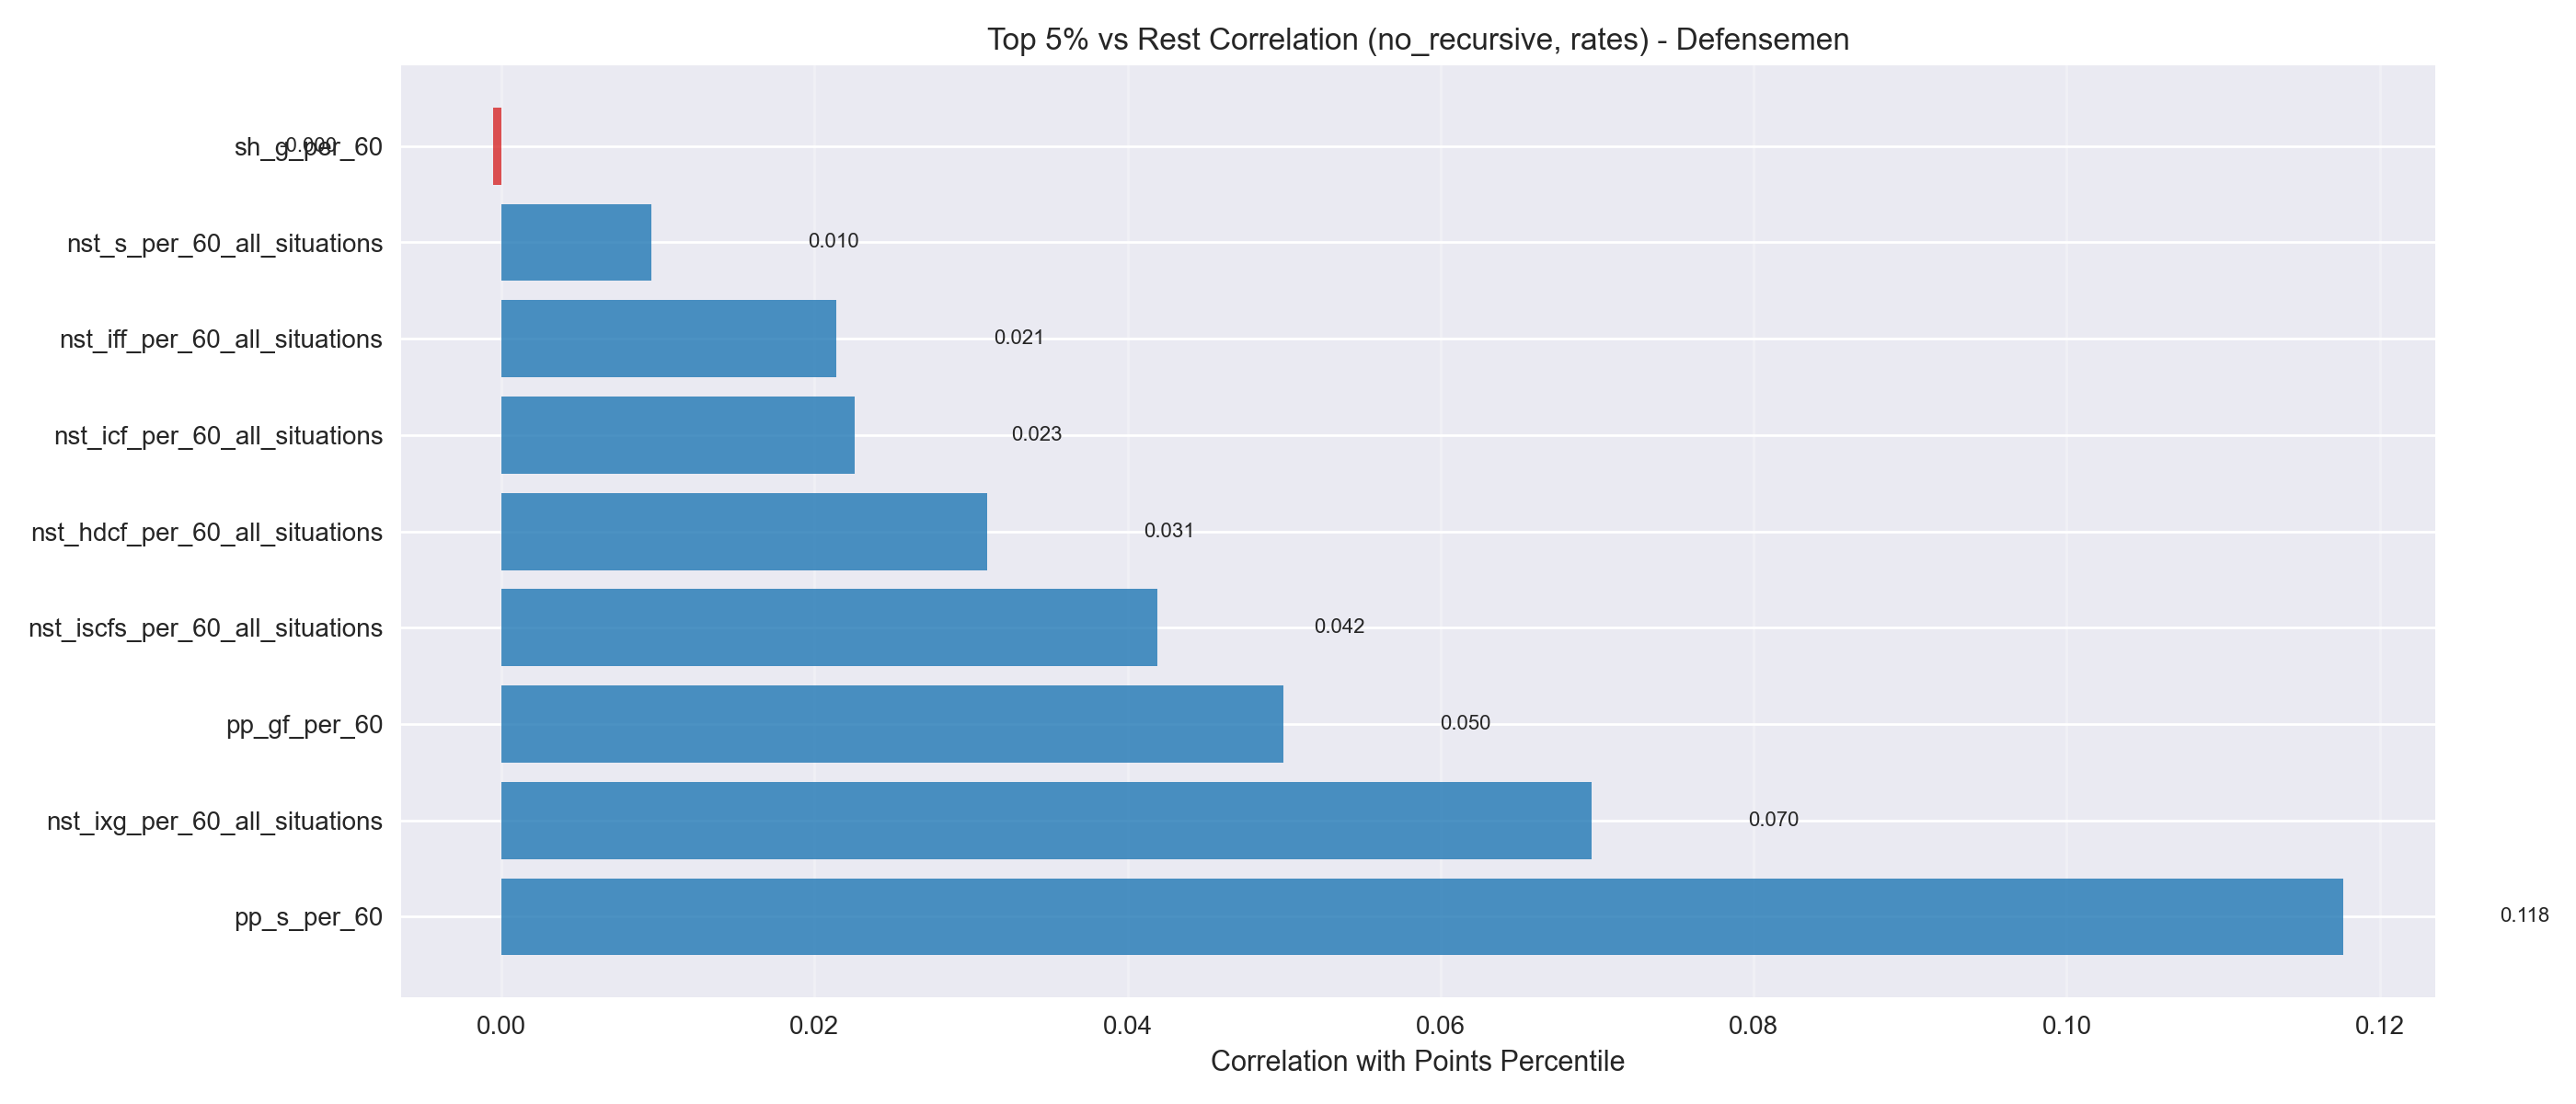 Top 5% vs Rest Correlation (no_recursive, rates) - Defensemen
sh_g_per_60
-0.000
nst_s_per_60_all_situations
0.010
nst_iff_per_60_all_situations
0.021
nst_icf_per_60_all_situations
0.023
nst_hdcf_per_60_all_situations
0.031
nst_iscfs_per_60_all_situations
0.042
pp_gf_per_60
0.050
nst_ixg_per_60_all_situations
0.070
pp_s_per_60
0.118
0.00 0.02 0.04 0.06 0.08 0.10 0.12
Correlation with Points Percentile